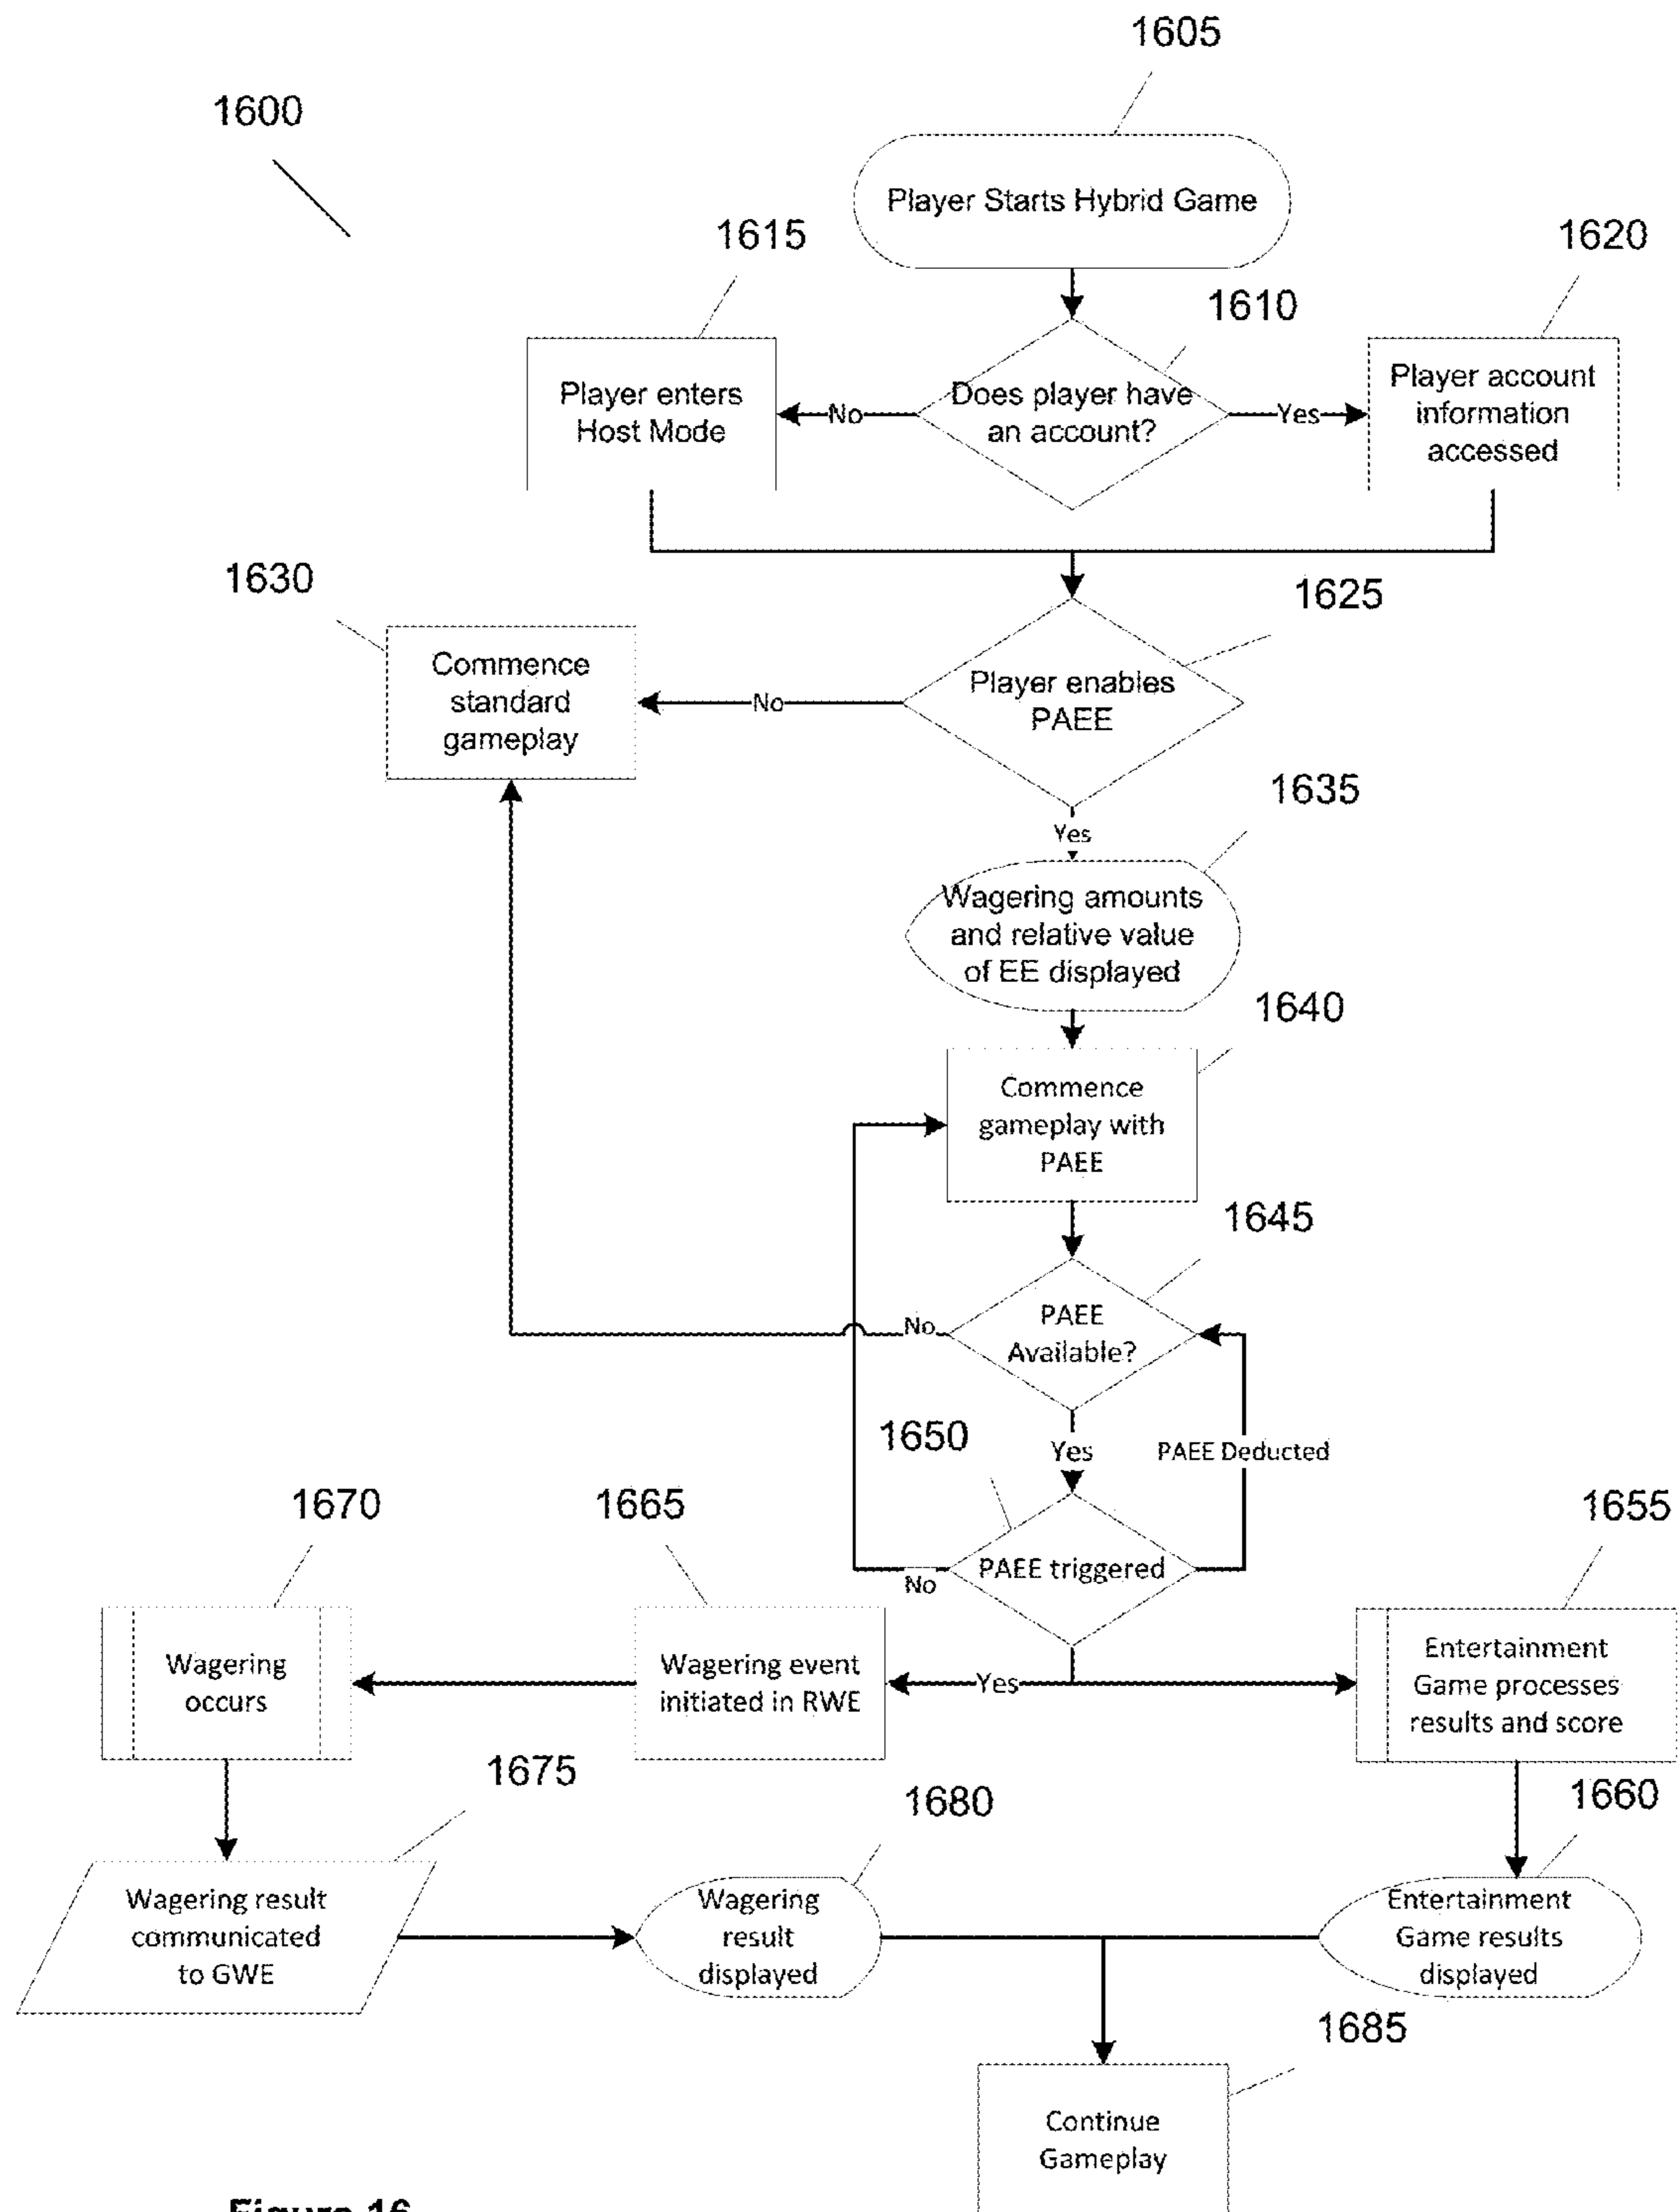 1605
1600
Player Starts Hybrid Game
1615
1620
1610
Player enters
Host Mode
No
Does player have
an account?
Yes
Player account
information
accessed
1630
1625
Commence
standard
gameplay
No
Player enables
PAEE
1635
Yes
Wagering amounts
and relative value
of EE displayed
1640
Commence
gameplay with
PAEE
1645
No
PAEE
Available?
1650
Yes
PAEE Deducted
1670
1665
1655
PAEE triggered
No
Wagering
occurs
Wagering event
initiated in RWE
Yes
Entertainment
Game processes
results and score
1675
1680
1660
Wagering result
communicated
to GWE
Wagering
result
displayed
Entertainment
Game results
displayed
1685
Continue
Gameplay
Figure 16